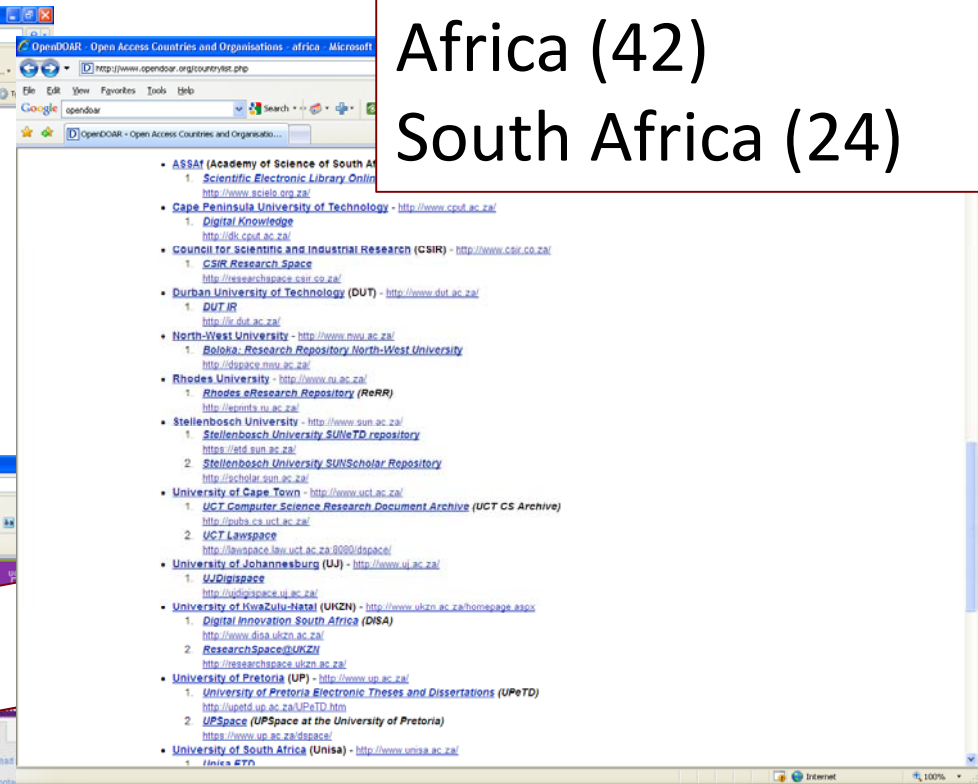 Africa (42)
South Africa (24)
OpenDOAR - Open Access Countries and Organisations - africa - Microsoft
http://www.opendoar.org/countrylist.php
File Edit View Favorites Tools Help
Google opendoar Search
OpenDOAR - Open Access Countries and Organisatio...
• ASSAf (Academy of Science of South Af
1. Scientific Electronic Library Onlin
http://www.scielo.org.za/
• Cape Peninsula University of Technology - http://www.cput.ac.za/
1. Digital Knowledge
http://dk.cput.ac.za/
• Council for Scientific and Industrial Research (CSIR) - http://www.csir.co.za/
1. CSIR Research Space
http://researchspace.csir.co.za/
• Durban University of Technology (DUT) - http://www.dut.ac.za/
1. DUT IR
http://ir.dut.ac.za/
• North-West University - http://www.nwu.ac.za/
1. Boloka: Research Repository North-West University
http://dspace.nwu.ac.za/
• Rhodes University - http://www.ru.ac.za/
1. Rhodes eResearch Repository (ReRR)
http://eprints.ru.ac.za/
• Stellenbosch University - http://www.sun.ac.za/
1. Stellenbosch University SUNeTD repository
https://etd.sun.ac.za/
2. Stellenbosch University SUNScholar Repository
http://scholar.sun.ac.za/
• University of Cape Town - http://www.uct.ac.za/
1. UCT Computer Science Research Document Archive (UCT CS Archive)
http://pubs.cs.uct.ac.za/
2. UCT Lawspace
http://lawspace.law.uct.ac.za:8080/dspace/
• University of Johannesburg (UJ) - http://www.uj.ac.za/
1. UJDigispace
http://ujdigispace.uj.ac.za/
• University of KwaZulu-Natal (UKZN) - http://www.ukzn.ac.za/homepage.aspx
1. Digital Innovation South Africa (DISA)
http://www.disa.ukzn.ac.za/
2. ResearchSpace@UKZN
http://researchspace.ukzn.ac.za/
• University of Pretoria (UP) - http://www.up.ac.za/
1. University of Pretoria Electronic Theses and Dissertations (UPeTD)
http://upetd.up.ac.za/UPeTD.htm
2. UPSpace (UPSpace at the University of Pretoria)
https://www.up.ac.za/dspace/
• University of South Africa (Unisa) - http://www.unisa.ac.za/
1. Unisa ETD
Internet 100%